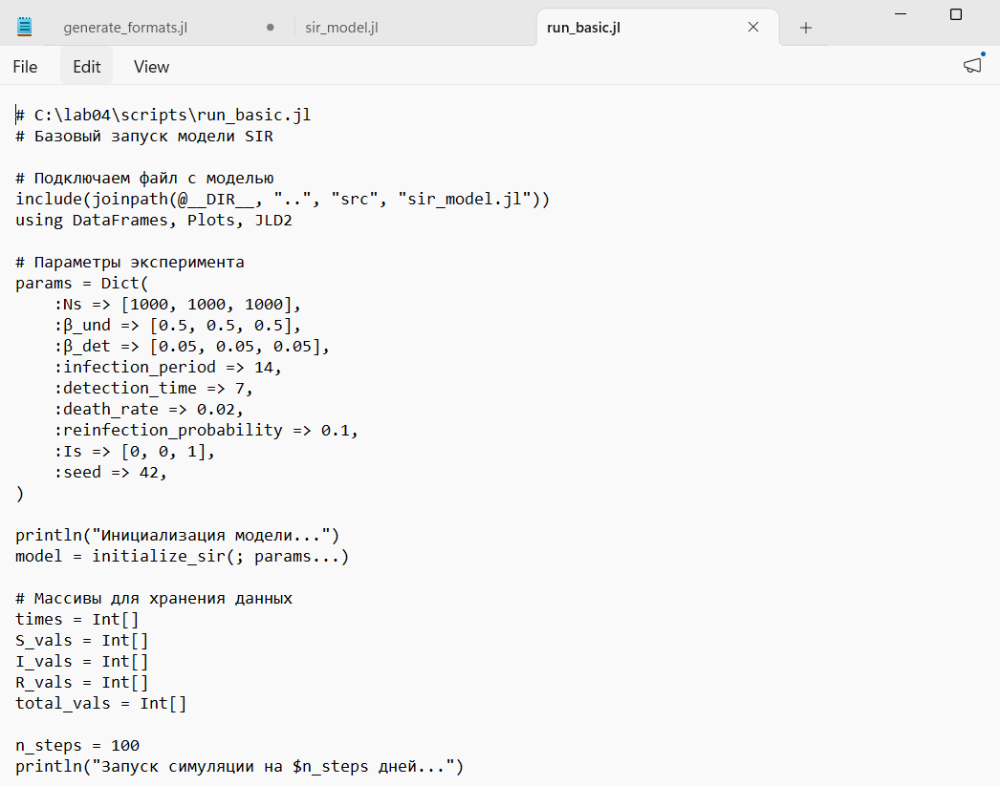 generate_formats.jl
sir_model.jl
run_basic.jl
File Edit View
# C:\lab04\scripts\run_basic.jl
# Базовый запуск модели SIR
# Подключаем файл с моделью
include(joinpath(@__DIR__, "..", "src", "sir_model.jl"))
using DataFrames, Plots, JLD2
# Параметры эксперимента
params = Dict(
    :Ns => [1000, 1000, 1000],
    :β_und => [0.5, 0.5, 0.5],
    :β_det => [0.05, 0.05, 0.05],
    :infection_period => 14,
    :detection_time => 7,
    :death_rate => 0.02,
    :reinfection_probability => 0.1,
    :Is => [0, 0, 1],
    :seed => 42,
)
println("Инициализация модели...")
model = initialize_sir(; params...)
# Массивы для хранения данных
times = Int[]
S_vals = Int[]
I_vals = Int[]
R_vals = Int[]
total_vals = Int[]
n_steps = 100
println("Запуск симуляции на $n_steps дней...")